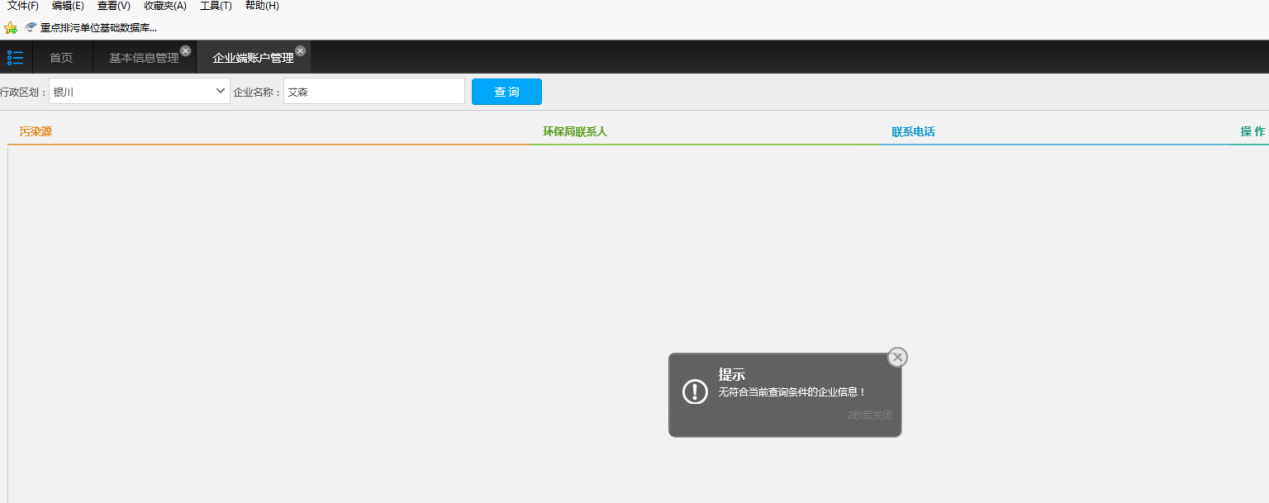 文件(F) 编辑(E) 查看(V) 收藏夹(A) 工具(T) 帮助(H)
重点排污单位基础数据库...
首页 基本信息管理 企业端账户管理
行政区划： 银川 企业名称： 艾森 查 询
污染源 环保局联系人 联系电话 操 作
提示
无符合当前查询条件的企业信息！
2秒后关闭